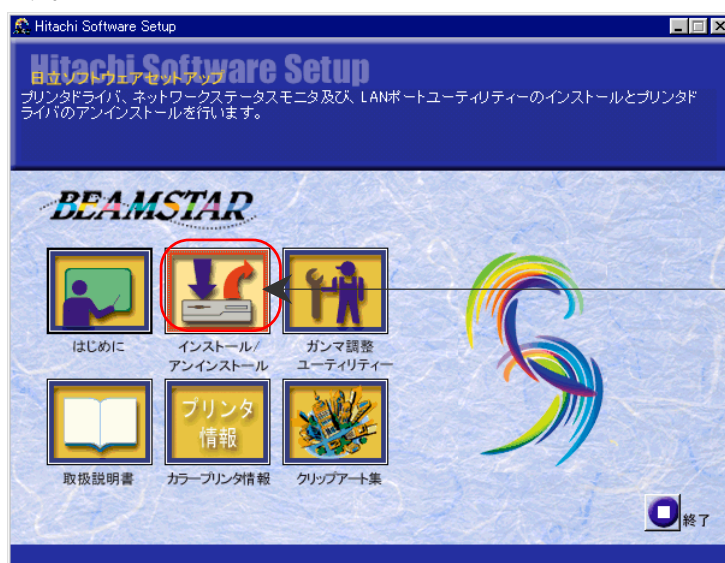 Hitachi Software Setup
Hitachi Software Setup
日立ソフトウェアセットアップ
プリンタドライバ、ネットワークステータスモニタ及び、LANポートユーティリティーのインストールとプリンタド
ライバのアンインストールを行います。
BEAMSTAR
はじめに
インストール/
アンインストール
ガンマ調整
ユーティリティー
プリンタ
情報
取扱説明書
カラープリンタ情報
クリップアート集
終了